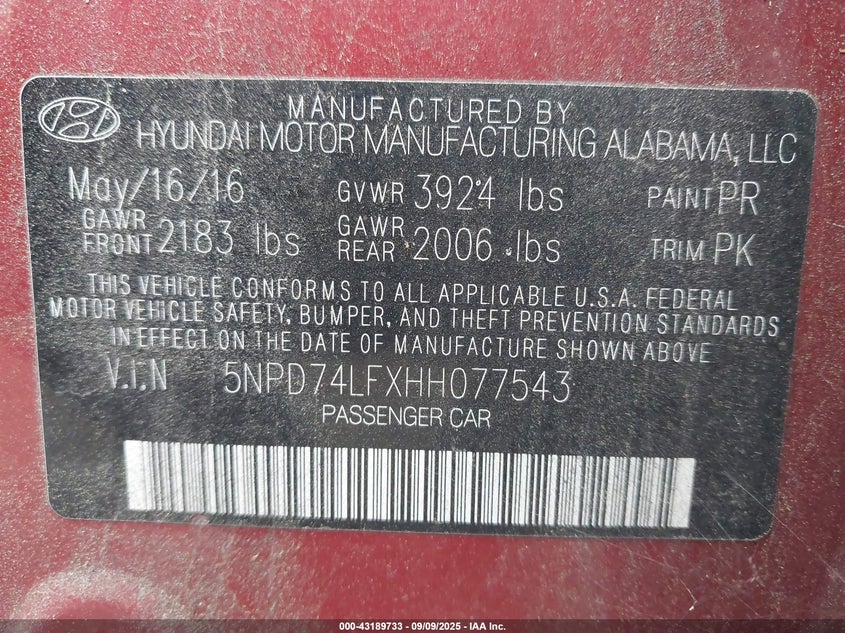 MANUFACTURED BY
HYUNDAI MOTOR MANUFACTURING ALABAMA, LLC
May/16/16 GVWR 3924 lbs PAINT PR
GAWR FRONT 2183 lbs GAWR REAR 2006 lbs TRIM PK
THIS VEHICLE CONFORMS TO ALL APPLICABLE U.S.A. FEDERAL
MOTOR VEHICLE SAFETY, BUMPER, AND THEFT PREVENTION STANDARDS
IN EFFECT ON THE DATE OF MANUFACTURE SHOWN ABOVE
V.i.N 5NPD74LFXHH077543
PASSENGER CAR
000-43189733 - 09/09/2025 - IAA Inc.